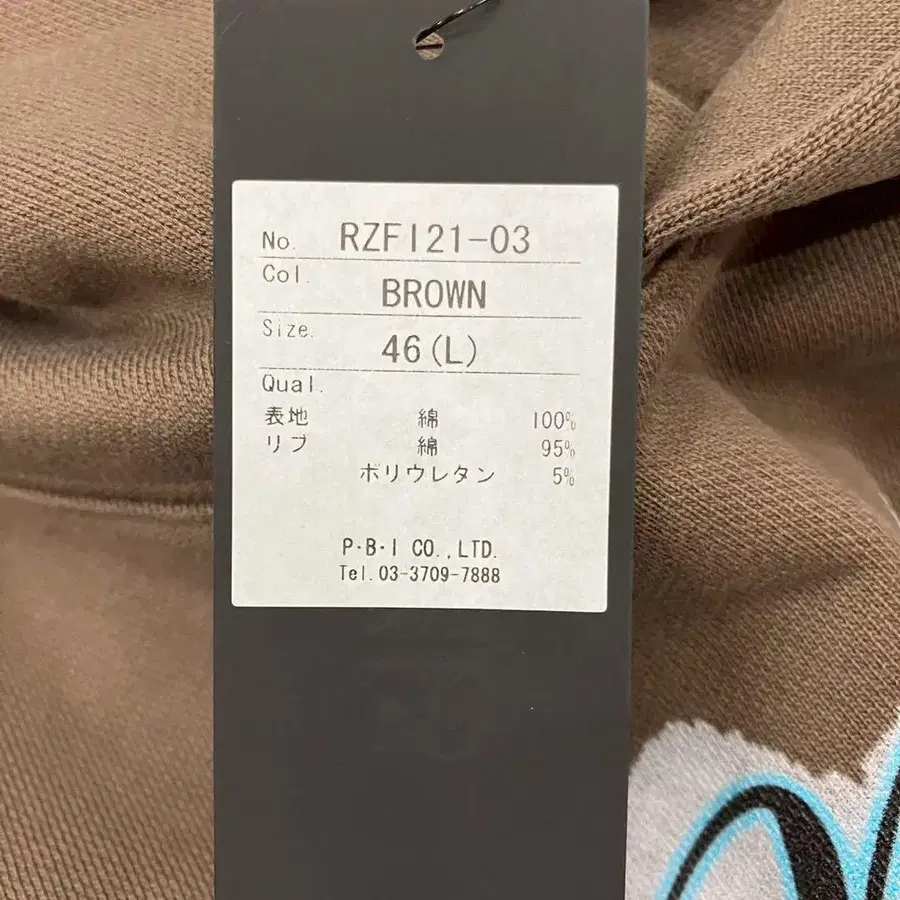 No. RZFI21-03
Col. BROWN
Size. 46(L)
Qual.
表地 綿 100%
リブ 綿 95%
ポリウレタン 5%
P·B·I CO.,LTD.
Tel.03-3709-7888